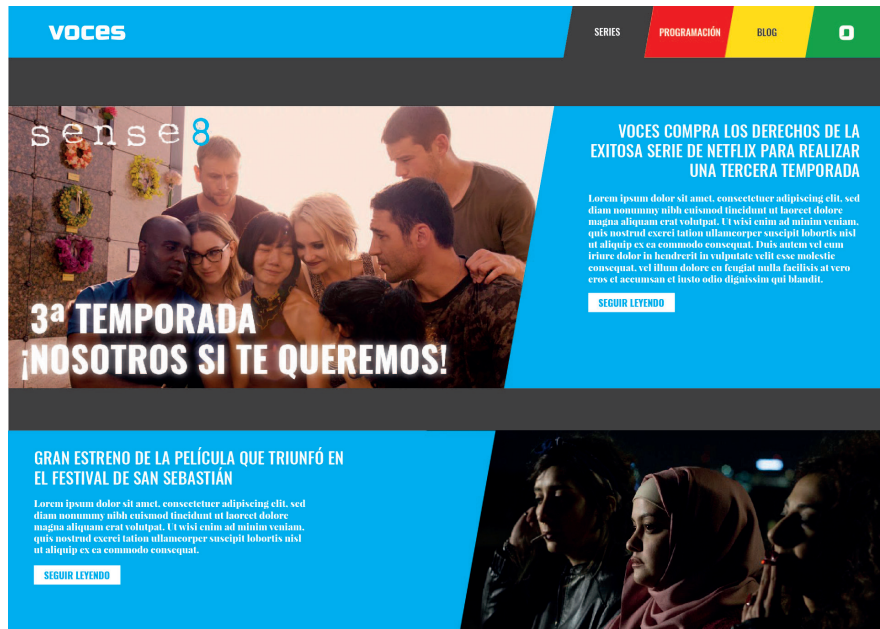 voces
SERIES
PROGRAMACIÓN
BLOG
sense8
3ª TEMPORADA
¡NOSOTROS SI TE QUEREMOS!
VOCES COMPRA LOS DERECHOS DE LA
EXITOSA SERIE DE NETFLIX PARA REALIZAR
UNA TERCERA TEMPORADA
Lorem ipsum dolor sit amet, consectetuer adipiscing elit, sed
diam nonummy nibh euismod tincidunt ut laoreet dolore
magna aliquam erat volutpat. Ut wisi enim ad minim veniam,
quis nostrud exerci tation ullamcorper suscipit lobortis nisl
ut aliquip ex ea commodo consequat. Duis autem vel eum
iriure dolor in hendrerit in vulputate velit esse molestie
consequat, vel illum dolore eu feugiat nulla facilisis at vero
eros et accumsan et iusto odio dignissim qui blandit.
SEGUIR LEYENDO
GRAN ESTRENO DE LA PELÍCULA QUE TRIUNFÓ EN
EL FESTIVAL DE SAN SEBASTIÁN
Lorem ipsum dolor sit amet, consectetuer adipiscing elit, sed
diam nonummy nibh euismod tincidunt ut laoreet dolore
magna aliquam erat volutpat. Ut wisi enim ad minim veniam,
quis nostrud exerci tation ullamcorper suscipit lobortis nisl
ut aliquip ex ea commodo consequat.
SEGUIR LEYENDO